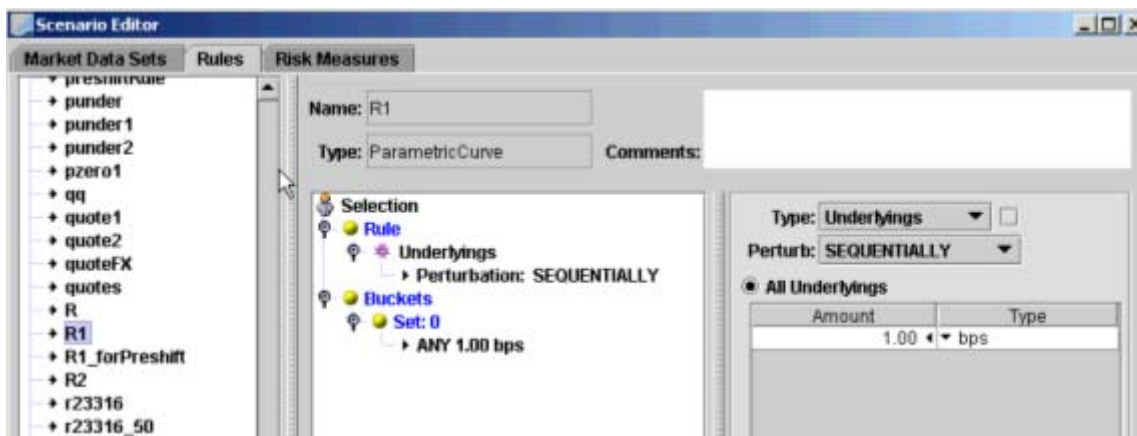 Scenario Editor
Market Data Sets Rules Risk Measures
preshiftRule
punder
punder1
punder2
pzero1
qq
quote1
quote2
quoteFX
quotes
R
R1
R1_forPreshift
R2
r23316
r23316_50
Name: R1
Type: ParametricCurve Comments:
Selection
Rule
Underlyings
Perturbation: SEQUENTIALLY
Buckets
Set: 0
ANY 1.00 bps
Type: Underlyings
Perturb: SEQUENTIALLY
All Underlyings
Amount Type
1.00 bps